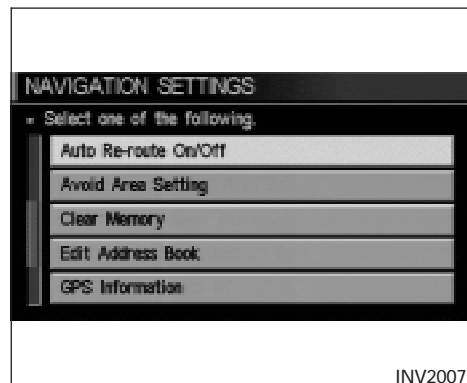 NAVIGATION SETTINGS
Select one of the following.
Auto Re-route On/Off
Avoid Area Setting
Clear Memory
Edit Address Book
GPS Information
INV2007